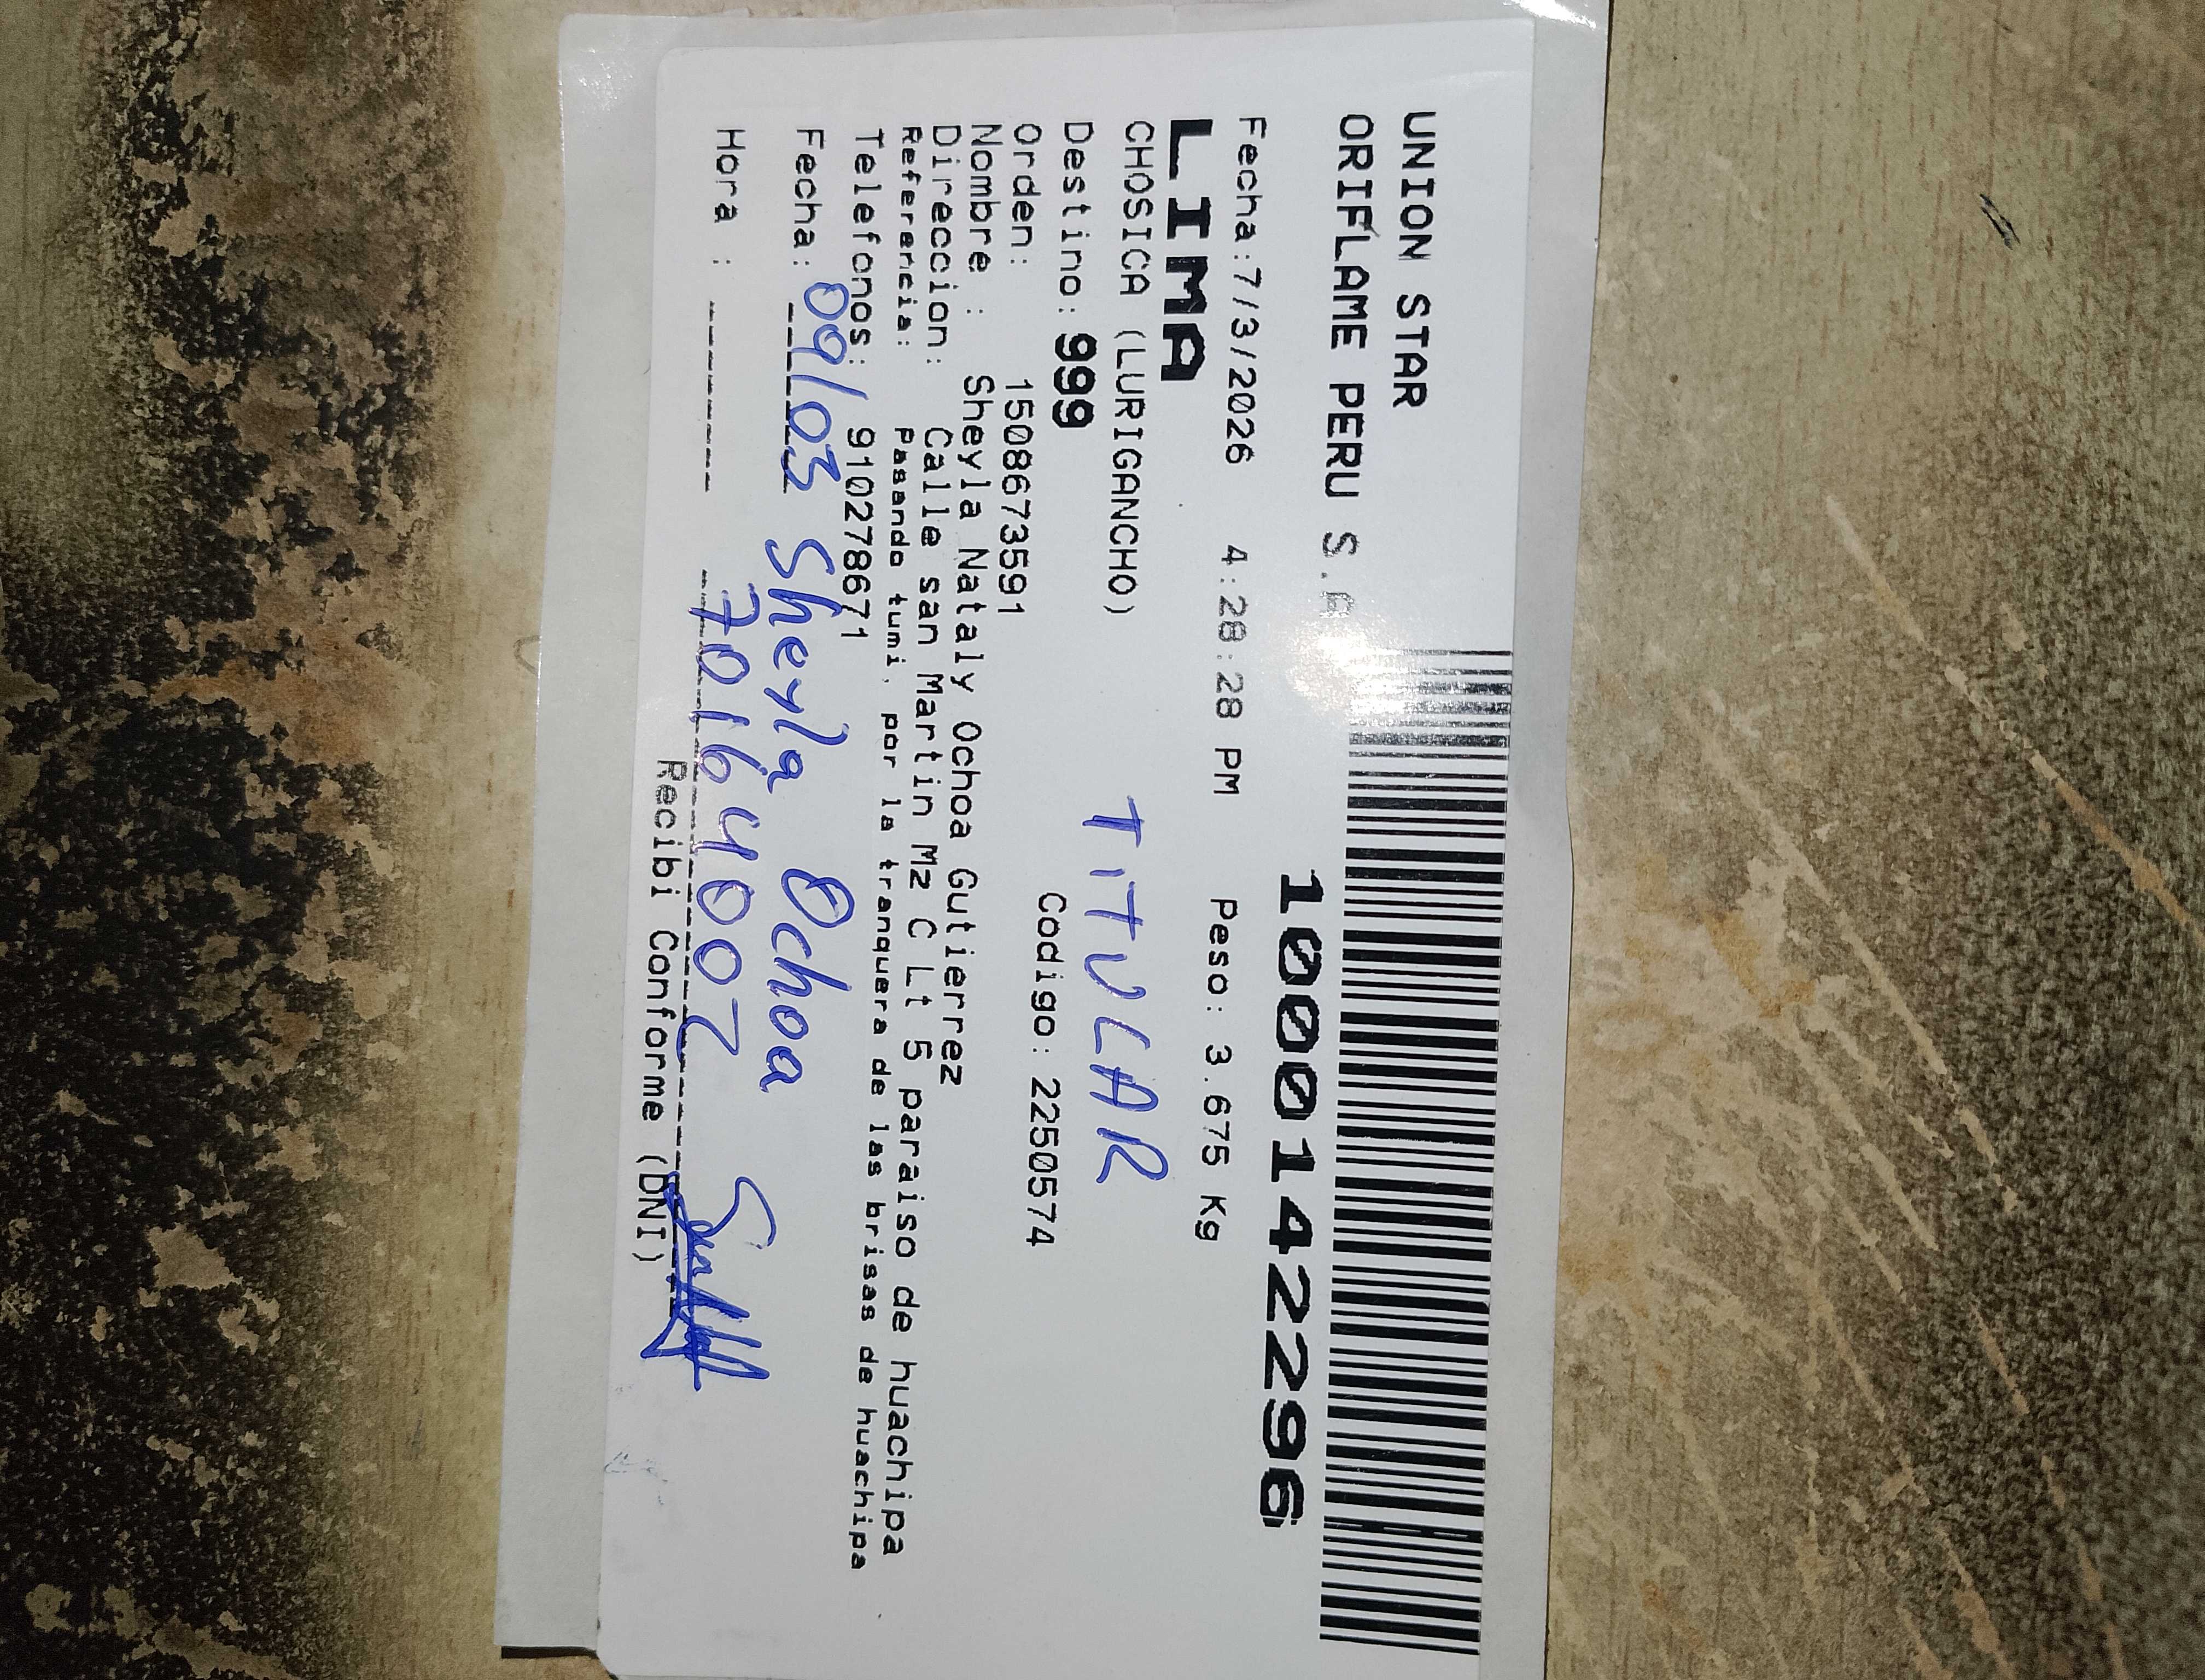 UNION STAR
ORIFLAME PERU S.A
10001422296
Fecha:7/3/2026 4:28:28 PM Peso: 3.675 Kg
LIMA
CHOSICA (LURIGANCHO)
TITULAR
Destino: 999
Codigo: 2250574
Orden: 1508673591
Nombre : Sheyla Nataly Ochoa Gutierrez
Direccion: Calle san Martin Mz C Lt 5 paraiso de huachipa
Referencia: Pasando tumi, por la tranquera de las brisas de huachipa
Telefonos: 910278671
Fecha: 09/03 Sheyla Ochoa
Hora : 70164002
Recibi Conforme (DNI)